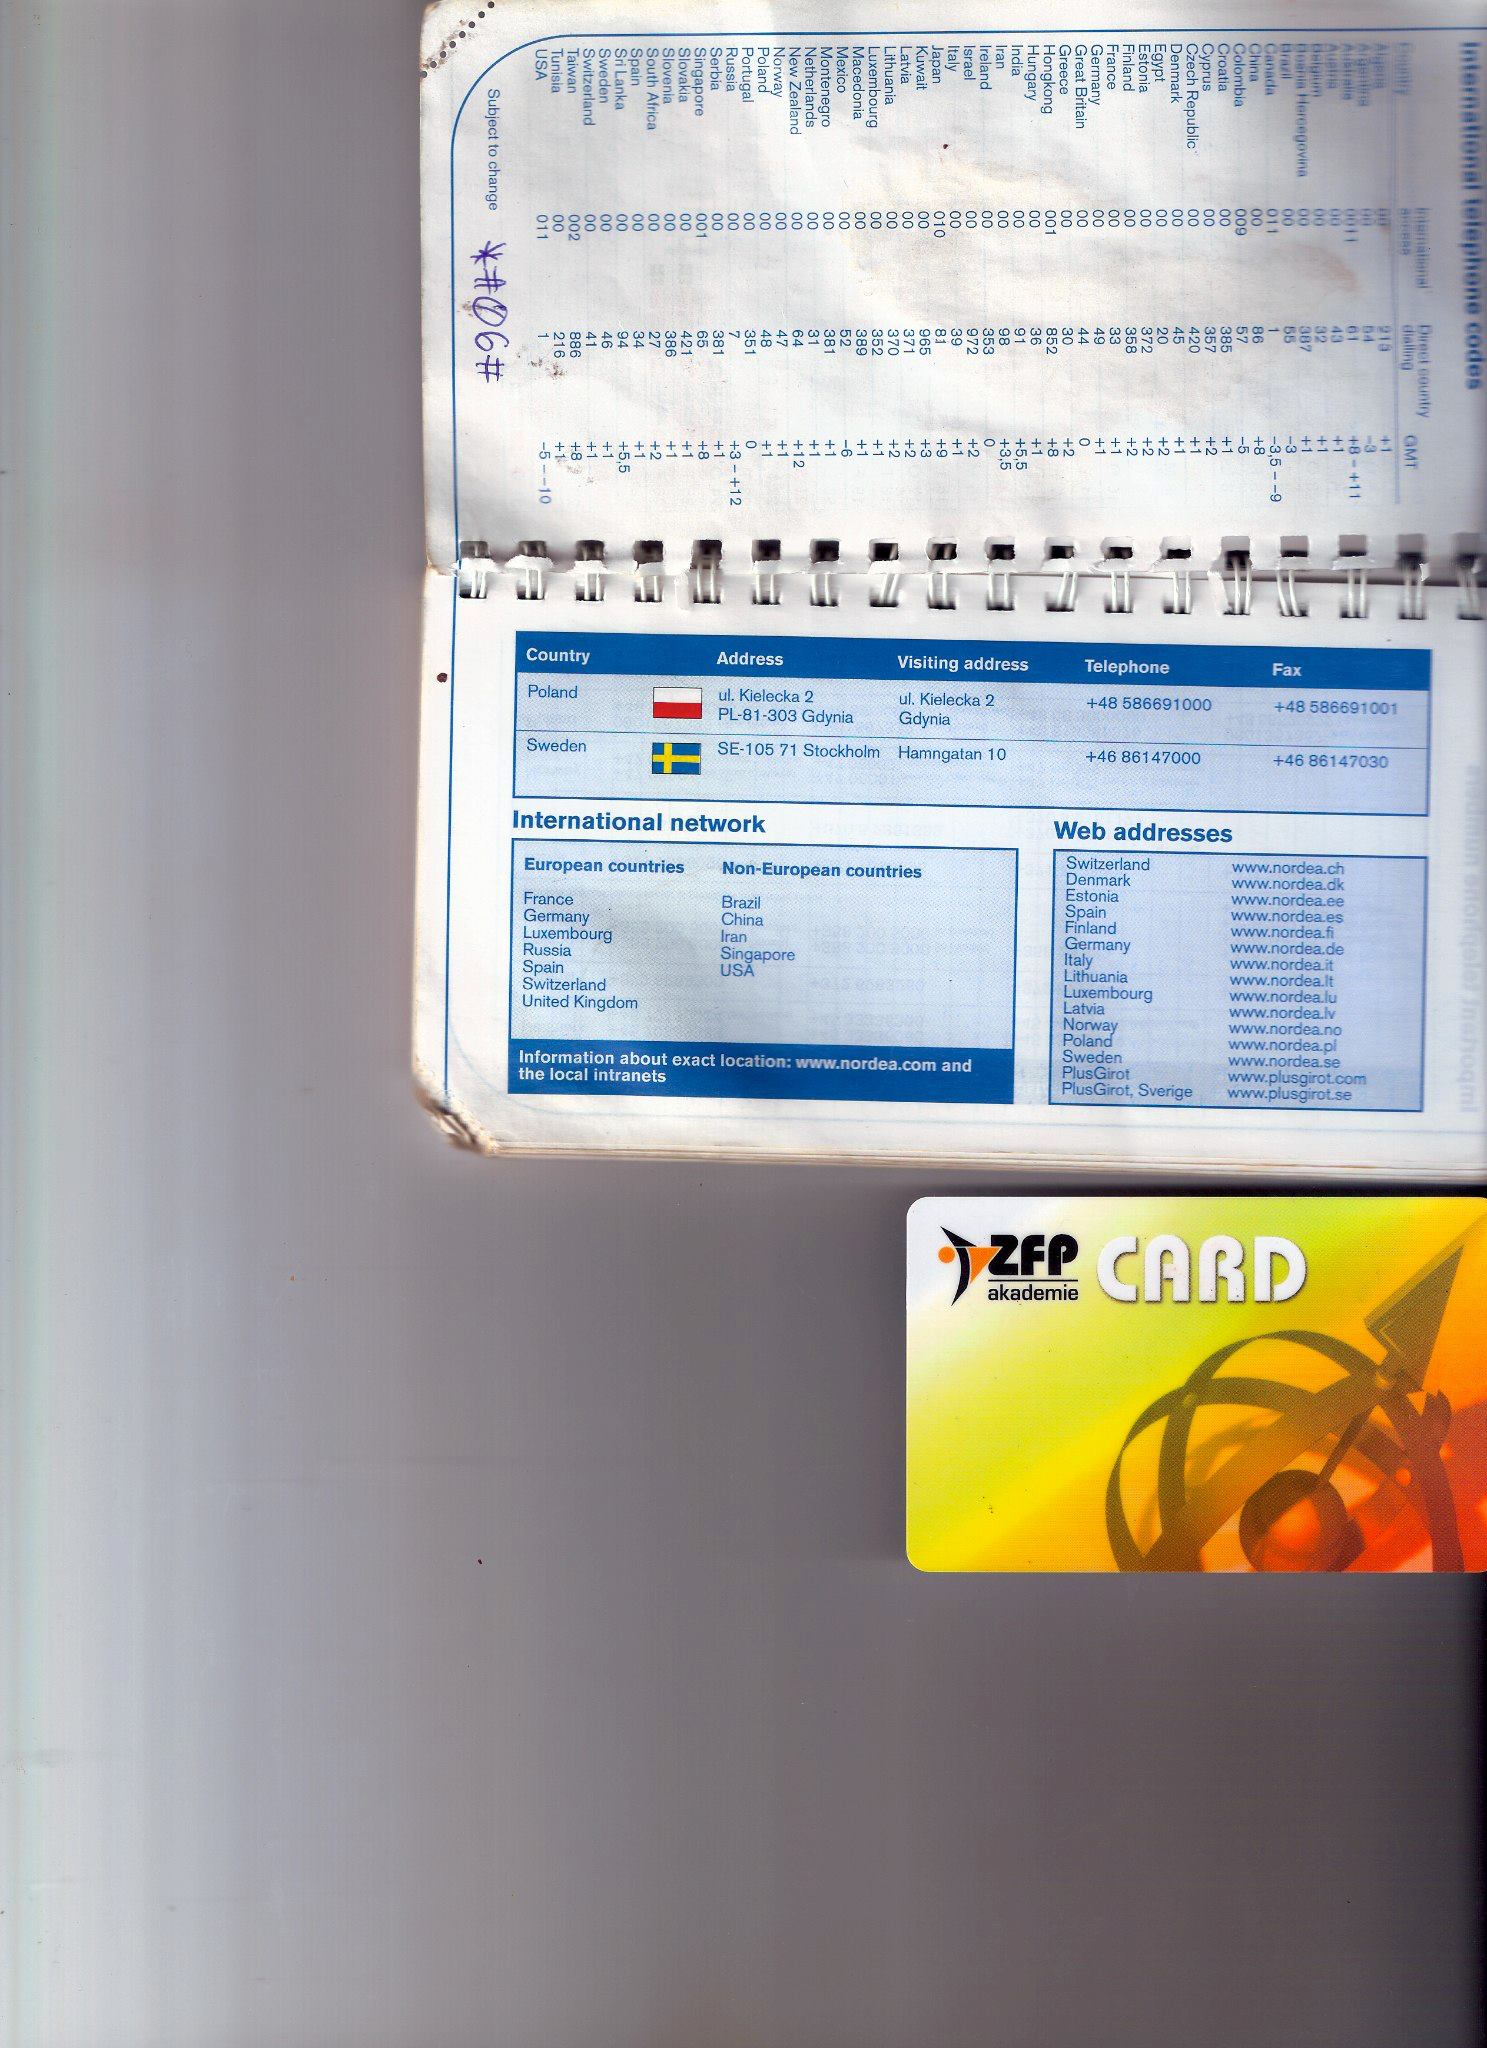 International telephone codes
Country International access Direct country dialling GMT
Algeria 00 213 +1
Argentina 00 54 -3
Australia 0011 61 +8 – +11
Austria 00 43 +1
Belgium 00 32 +1
Bosnia Hercegovina 00 387 +1
Brazil 00 55 -3
Canada 011 1 -3,5 – -9
China 00 86 +8
Colombia 009 57 -5
Croatia 00 385 +1
Cyprus 00 357 +2
Czech Republic 00 420 +1
Denmark 00 45 +1
Egypt 00 20 +2
Estonia 00 372 +2
Finland 00 358 +2
France 00 33 +1
Germany 00 49 +1
Great Britain 00 44 0
Greece 00 30 +2
Hongkong 001 852 +8
Hungary 00 36 +1
India 00 91 +5,5
Iran 00 98 +3,5
Ireland 00 353 0
Israel 00 972 +2
Italy 00 39 +1
Japan 010 81 +9
Kuwait 00 965 +3
Latvia 00 371 +2
Lithuania 00 370 +2
Luxembourg 00 352 +1
Macedonia 00 389 +1
Mexico 00 52 -6
Montenegro 00 381 +1
Netherlands 00 31 +1
New Zealand 00 64 +12
Norway 00 47 +1
Poland 00 48 +1
Portugal 00 351 0
Russia 00 7 +3 – +12
Serbia 00 381 +1
Singapore 001 65 +8
Slovakia 00 421 +1
Slovenia 00 386 +1
South Africa 00 27 +2
Spain 00 34 +1
Sri Lanka 00 94 +5,5
Sweden 00 46 +1
Switzerland 00 41 +1
Taiwan 002 886 +8
Tunisia 00 216 +1
USA 011 1 -5 – -10
Subject to change *#06#
Country Address Visiting address Telephone Fax
Poland ul. Kielecka 2 ul. Kielecka 2 +48 586691000 +48 586691001
PL-81-303 Gdynia Gdynia
Sweden SE-105 71 Stockholm Hamngatan 10 +46 86147000 +46 86147030
International network
European countries Non-European countries
France Brazil
Germany China
Luxembourg Iran
Russia Singapore
Spain USA
Switzerland
United Kingdom
Information about exact location: www.nordea.com and
the local intranets
Web addresses
Switzerland www.nordea.ch
Denmark www.nordea.dk
Estonia www.nordea.ee
Spain www.nordea.es
Finland www.nordea.fi
Germany www.nordea.de
Italy www.nordea.it
Lithuania www.nordea.lt
Luxembourg www.nordea.lu
Latvia www.nordea.lv
Norway www.nordea.no
Poland www.nordea.pl
Sweden www.nordea.se
PlusGirot www.plusgirot.com
PlusGirot, Sverige www.plusgirot.se
ZFP CARD
akademie